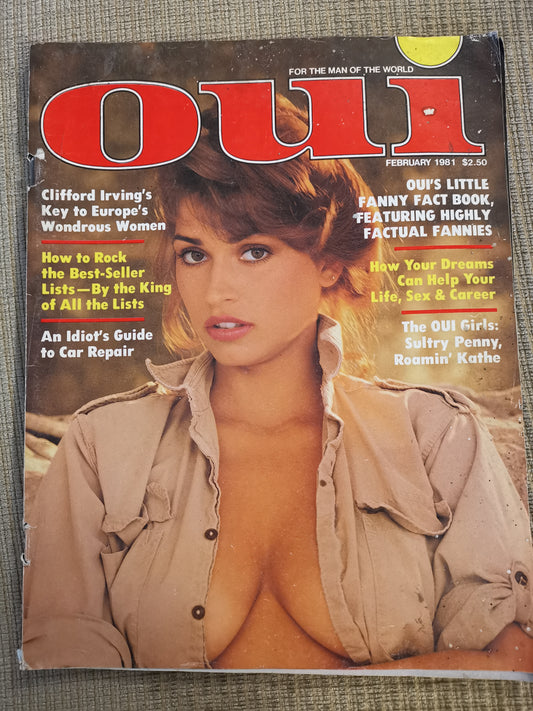 FOR THE MAN OF THE WORLD
Oui
FEBRUARY 1981 $2.50
Clifford Irving's
Key to Europe's
Wondrous Women
How to Rock
the Best-Seller
Lists—By the King
of All the Lists
An Idiot's Guide
to Car Repair
OUI'S LITTLE
FANNY FACT BOOK,
FEATURING HIGHLY
FACTUAL FANNIES
How Your Dreams
Can Help Your
Life, Sex & Career
The OUI Girls:
Sultry Penny,
Roamin' Kathe